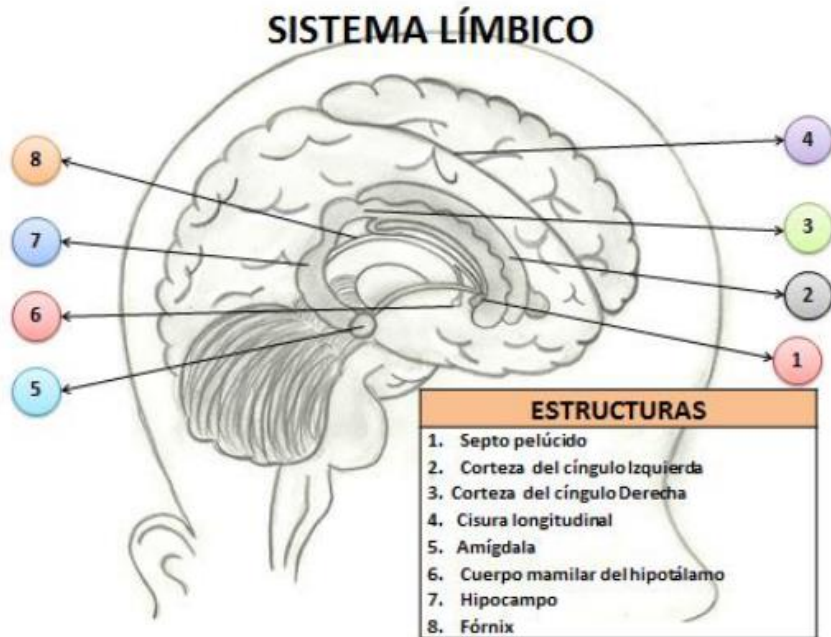 SISTEMA LÍMBICO
8
4
7
3
6
2
5
1
ESTRUCTURAS
1. Septo pelúcido
2. Corteza del cíngulo Izquierda
3. Corteza del cíngulo Derecha
4. Cisura longitudinal
5. Amígdala
6. Cuerpo mamilar del hipotálamo
7. Hipocampo
8. Fórnix